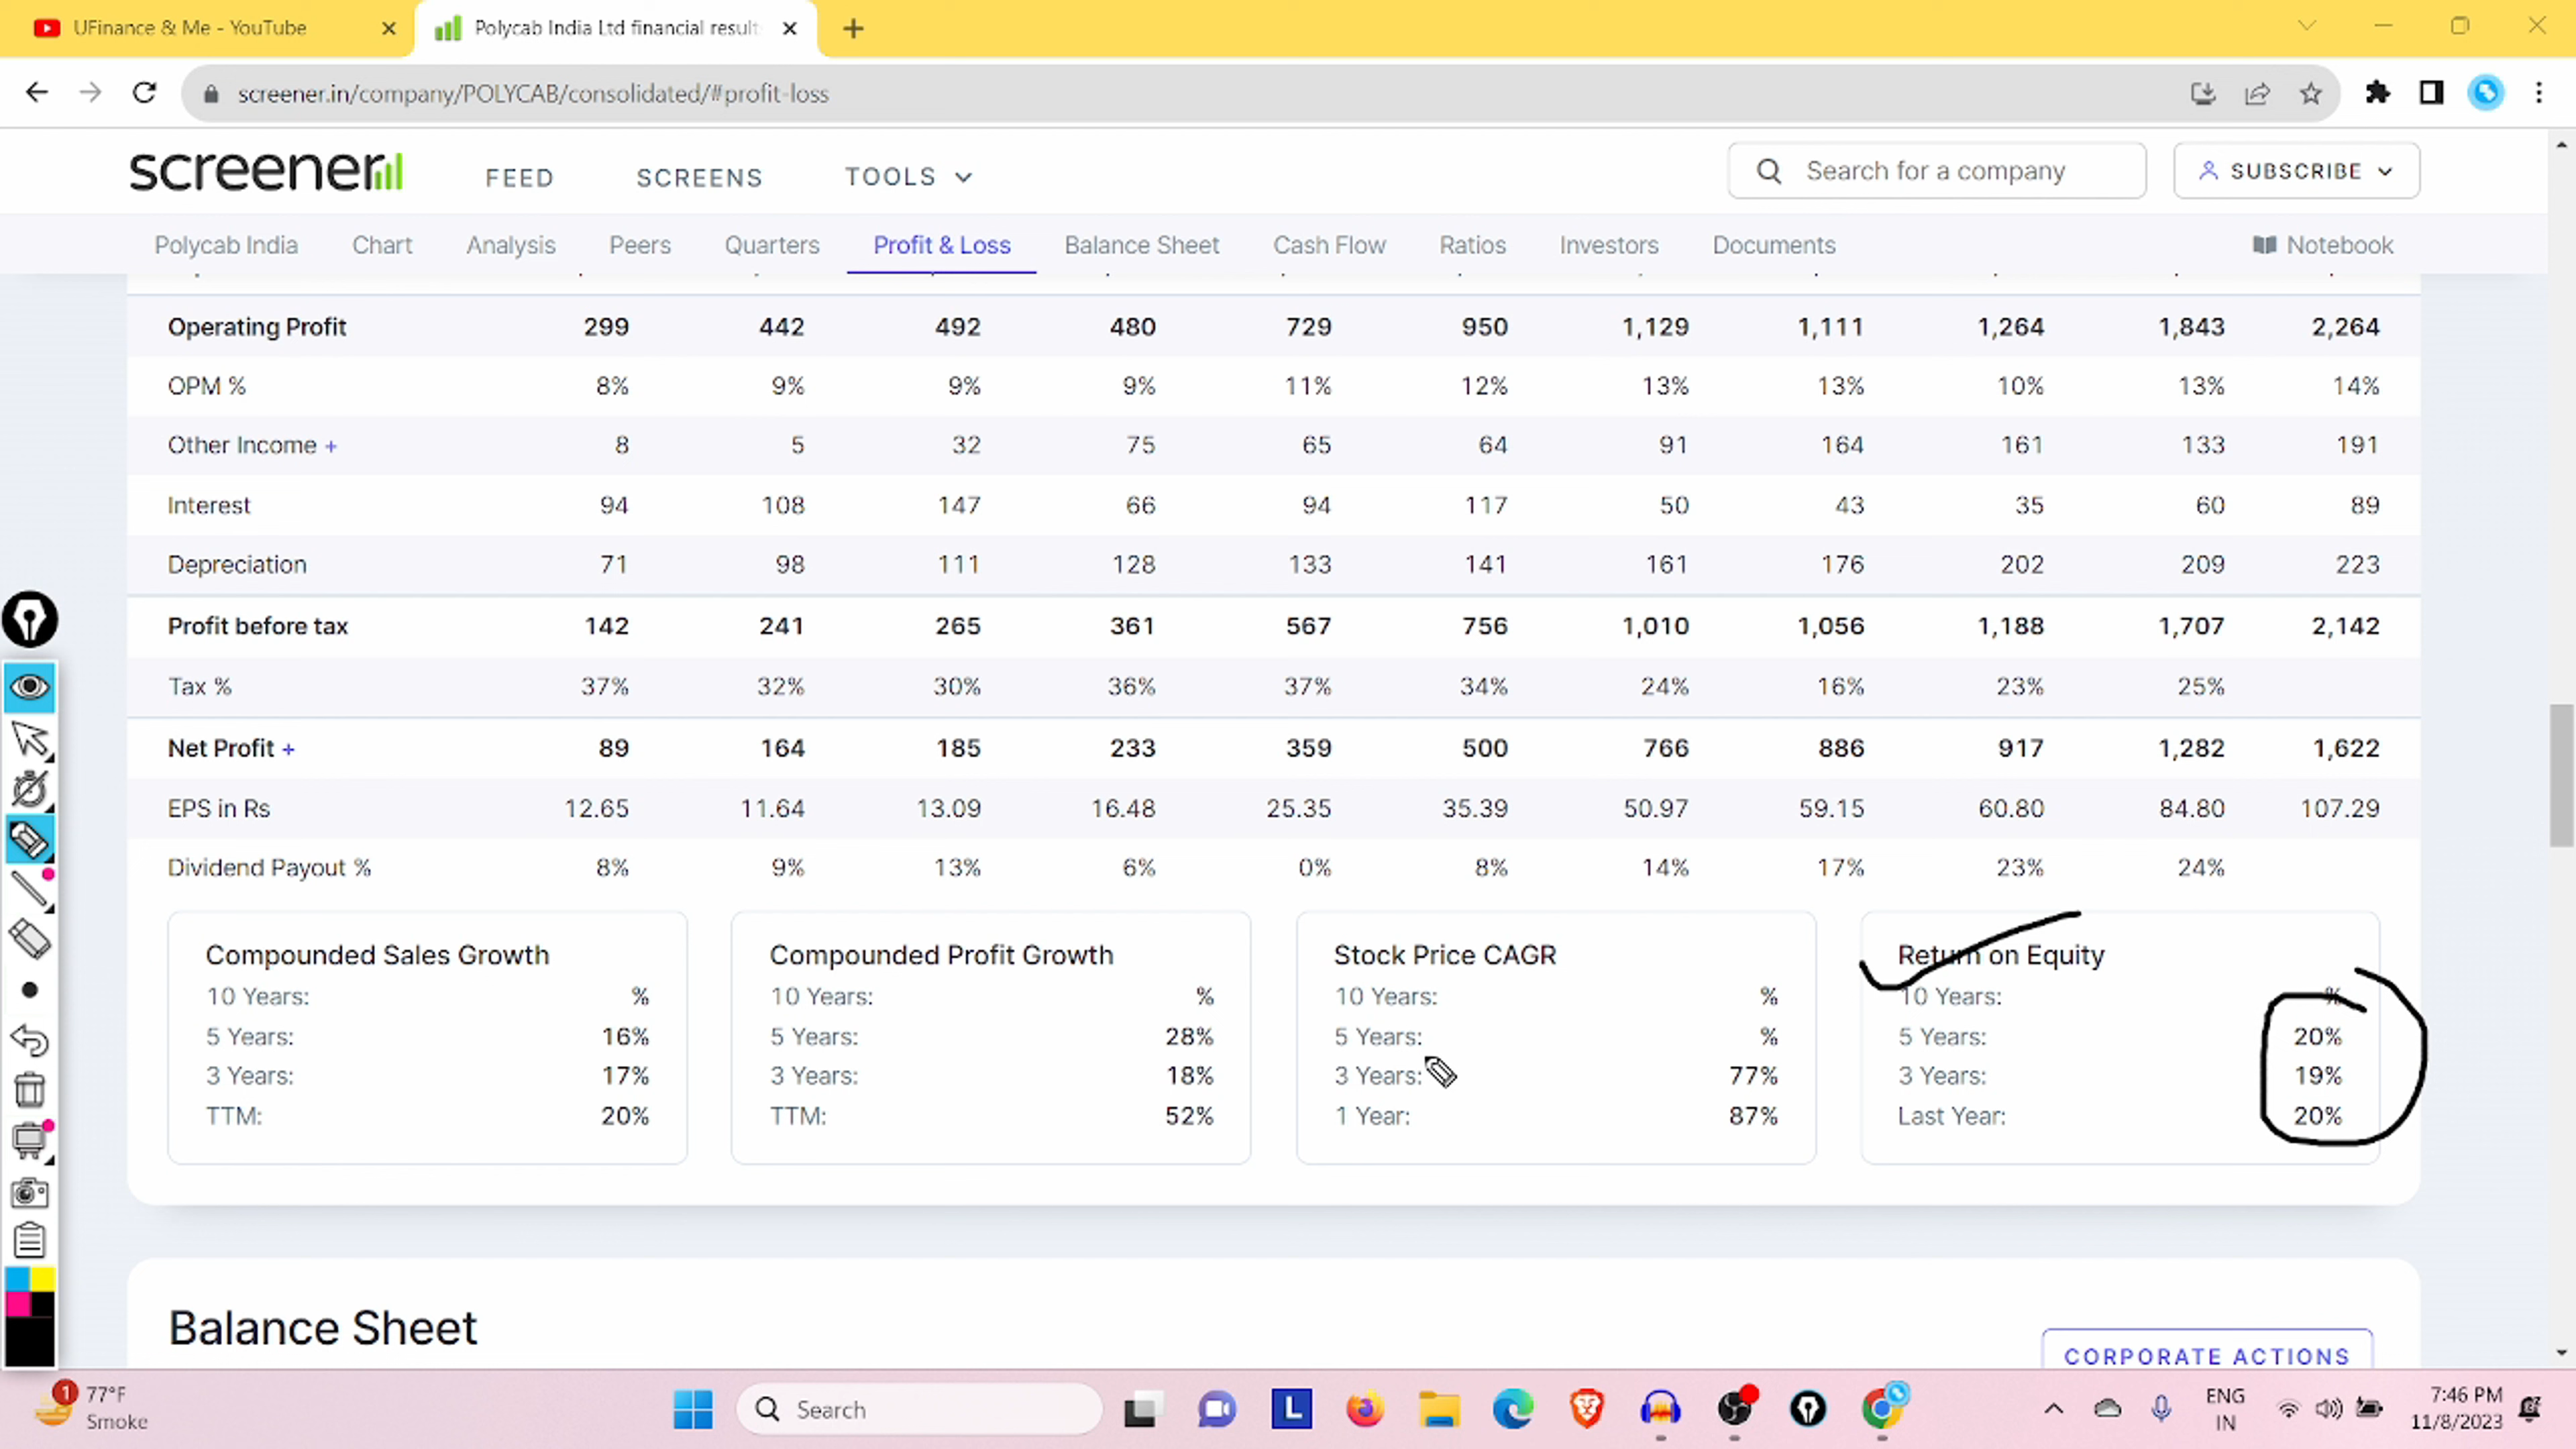 UFinance & Me - YouTube
Polycab India Ltd financial result
screener.in/company/POLYCAB/consolidated/#profit-loss
screener FEED SCREENS TOOLS Search for a company SUBSCRIBE
Polycab India Chart Analysis Peers Quarters Profit & Loss Balance Sheet Cash Flow Ratios Investors Documents Notebook
Operating Profit 299 442 492 480 729 950 1,129 1,111 1,264 1,843 2,264
OPM % 8% 9% 9% 9% 11% 12% 13% 13% 10% 13% 14%
Other Income + 8 5 32 75 65 64 91 164 161 133 191
Interest 94 108 147 66 94 117 50 43 35 60 89
Depreciation 71 98 111 128 133 141 161 176 202 209 223
Profit before tax 142 241 265 361 567 756 1,010 1,056 1,188 1,707 2,142
Tax % 37% 32% 30% 36% 37% 34% 24% 16% 23% 25%
Net Profit + 89 164 185 233 359 500 766 886 917 1,282 1,622
EPS in Rs 12.65 11.64 13.09 16.48 25.35 35.39 50.97 59.15 60.80 84.80 107.29
Dividend Payout % 8% 9% 13% 6% 0% 8% 14% 17% 23% 24%
Compounded Sales Growth
10 Years: %
5 Years: 16%
3 Years: 17%
TTM: 20%
Compounded Profit Growth
10 Years: %
5 Years: 28%
3 Years: 18%
TTM: 52%
Stock Price CAGR
10 Years: %
5 Years: %
3 Years: 77%
1 Year: 87%
Return on Equity
10 Years: %
5 Years: 20%
3 Years: 19%
Last Year: 20%
Balance Sheet
CORPORATE ACTIONS
1 77°F
Smoke
Search
L
ENG
IN
7:46 PM
11/8/2023